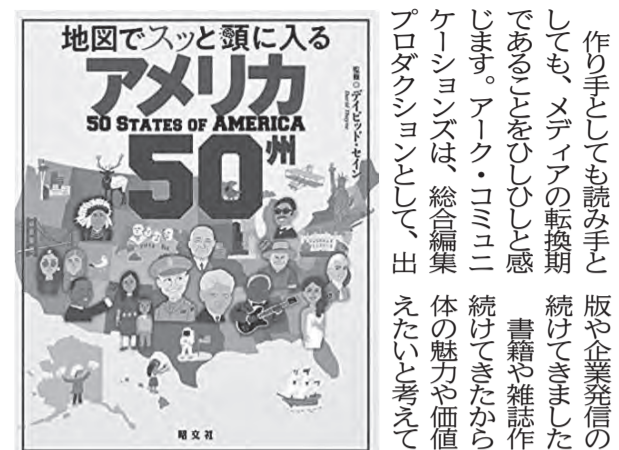 地図でスッと頭に入る
アメリカ
50 STATES OF AMERICA
50州
監修◎デイビッド・セイン
David Thayne
昭文社
作り手としても読み手と
しても、メディアの転換期
であることをひしひしと感
じます。アーク・コミュニ
ケーションズは、総合編集
プロダクションとして、出
版や企業発信の
続けてきました
書籍や雑誌作
続けてきたから
体の魅力や価値
えたいと考えて